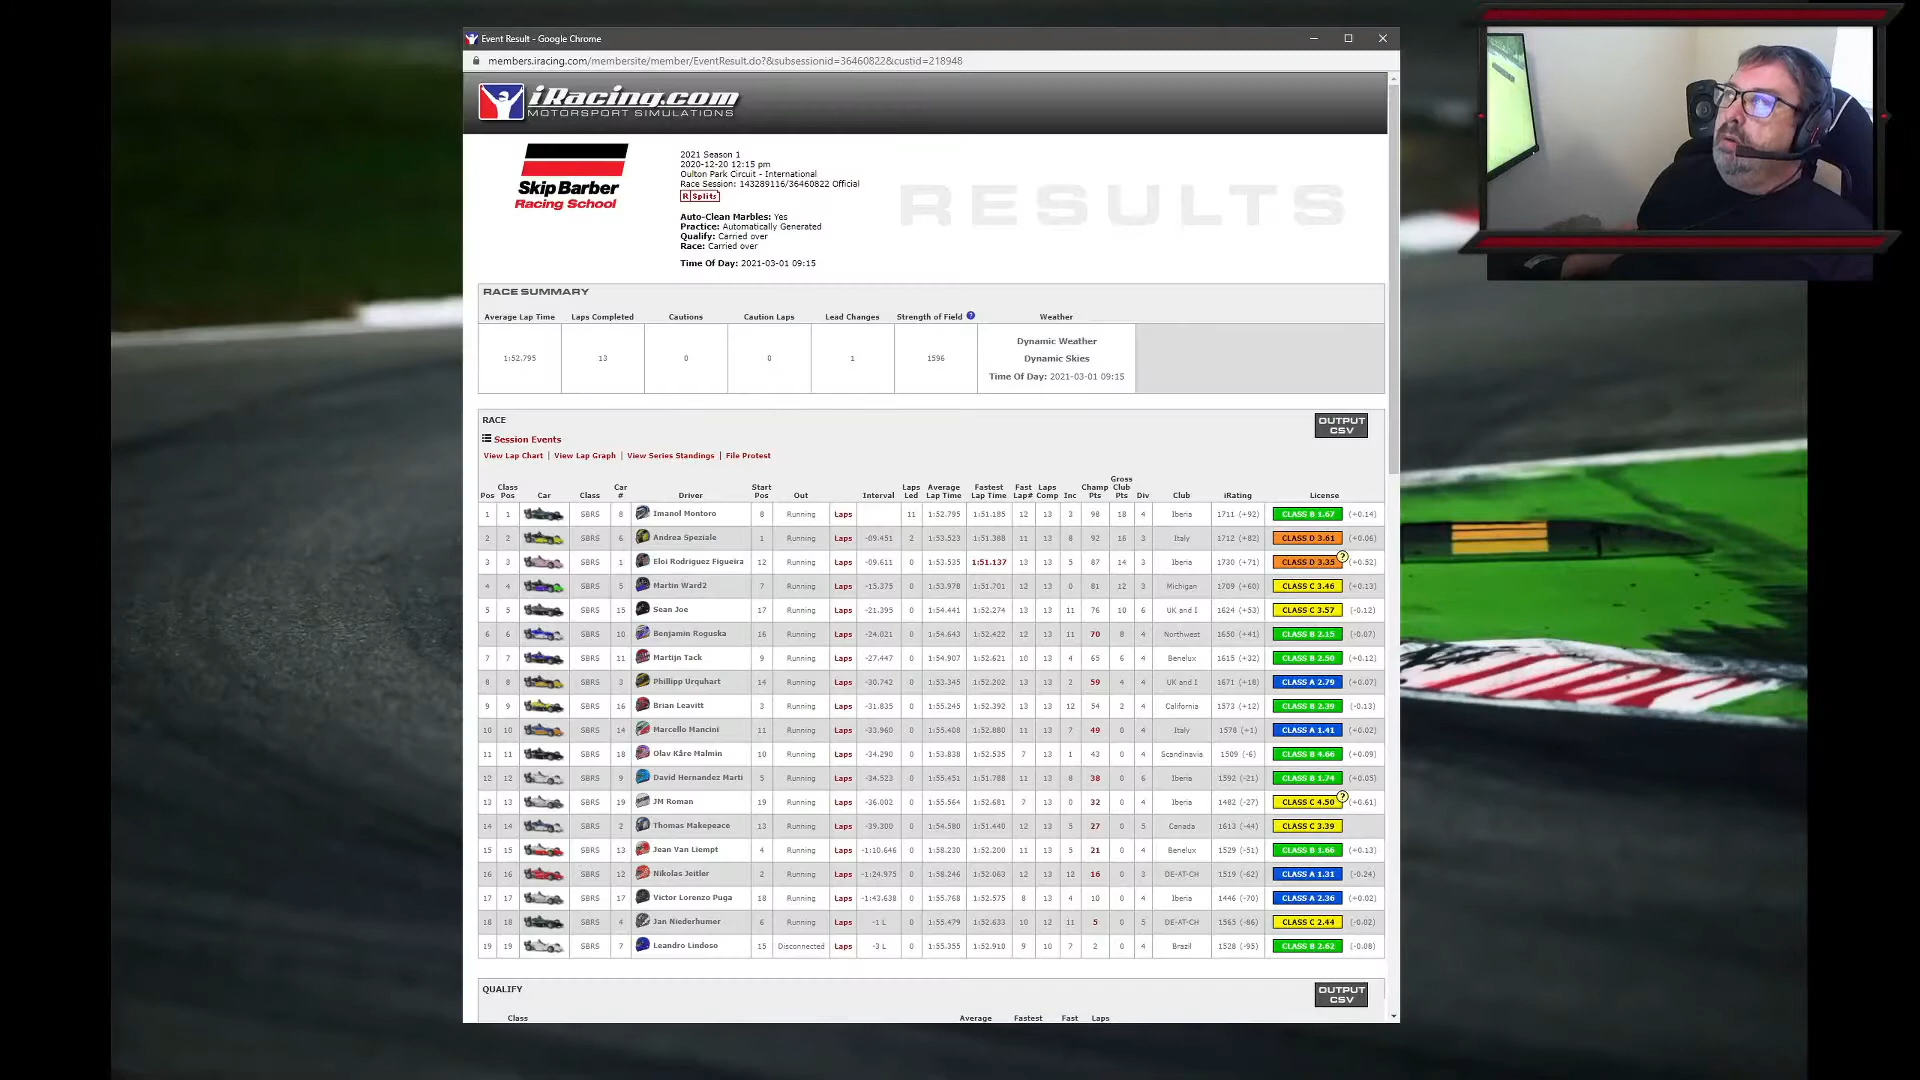 Event Result - Google Chrome
members.iracing.com/membersite/member/EventResult.do?&subsessionid=36460822&custid=218948
iRacing.com
MOTORSPORT SIMULATIONS
Skip Barber
Racing School
2021 Season 1
2020-12-20 12:15 pm
Oulton Park Circuit - International
Race Session: 143289116/36460822 Official
R Splits
RESULTS
Auto-Clean Marbles: Yes
Practice: Automatically Generated
Qualify: Carried over
Race: Carried over
Time Of Day: 2021-03-01 09:15
RACE SUMMARY
Average Lap Time Laps Completed Cautions Caution Laps Lead Changes Strength of Field ? Weather
1:52.795 13 0 0 1 1596 Dynamic Weather
Dynamic Skies
Time Of Day: 2021-03-01 09:15
RACE
OUTPUT CSV
Session Events
View Lap Chart | View Lap Graph | View Series Standings | File Protest
Pos Class Pos Car Class Car # Driver Start Pos Out Interval Laps Led Average Lap Time Fastest Lap Time Fast Lap# Laps Comp Inc Champ Pts Gross Club Pts Div Club iRating License
1 1 SBRS 8 Imanol Montoro 8 Running Laps 11 1:52.795 1:51.185 12 13 3 98 18 4 Iberia 1711 (+92) CLASS B 1.67 (+0.14)
2 2 SBRS 6 Andrea Speziale 1 Running Laps -09.451 2 1:53.523 1:51.388 11 13 8 92 16 3 Italy 1712 (+82) CLASS D 3.61 (+0.06)
3 3 SBRS 1 Eloi Rodriguez Figueira 12 Running Laps -09.611 0 1:53.535 1:51.137 13 13 5 87 14 3 Iberia 1730 (+71) CLASS D 3.35 ? (+0.52)
4 4 SBRS 5 Martin Ward2 7 Running Laps -15.375 0 1:53.978 1:51.701 12 13 0 81 12 3 Michigan 1709 (+60) CLASS C 3.46 (+0.13)
5 5 SBRS 15 Sean Joe 17 Running Laps -21.395 0 1:54.441 1:52.274 13 13 11 76 10 6 UK and I 1624 (+53) CLASS C 3.57 (-0.12)
6 6 SBRS 10 Benjamin Roguska 16 Running Laps -24.021 0 1:54.643 1:52.422 12 13 11 70 8 4 Northwest 1650 (+41) CLASS B 2.15 (-0.07)
7 7 SBRS 11 Martijn Tack 9 Running Laps -27.447 0 1:54.907 1:52.621 10 13 4 65 6 4 Benelux 1615 (+32) CLASS B 2.50 (+0.12)
8 8 SBRS 3 Phillipp Urquhart 14 Running Laps -30.742 0 1:53.345 1:52.202 13 13 2 59 4 4 UK and I 1671 (+18) CLASS A 2.79 (+0.07)
9 9 SBRS 16 Brian Leavitt 3 Running Laps -31.835 0 1:55.245 1:52.392 13 13 12 54 2 4 California 1573 (+12) CLASS B 2.39 (-0.13)
10 10 SBRS 14 Marcello Mancini 11 Running Laps -33.960 0 1:55.408 1:52.880 11 13 7 49 0 4 Italy 1578 (+1) CLASS A 1.41 (+0.02)
11 11 SBRS 18 Olav Kåre Malmin 10 Running Laps -34.290 0 1:53.838 1:52.535 7 13 1 43 0 4 Scandinavia 1509 (-6) CLASS B 4.66 (+0.09)
12 12 SBRS 9 David Hernandez Marti 5 Running Laps -34.523 0 1:55.451 1:51.788 11 13 8 38 0 6 Iberia 1592 (-21) CLASS B 1.74 (+0.05)
13 13 SBRS 19 JM Roman 19 Running Laps -36.002 0 1:55.564 1:52.681 7 13 0 32 0 4 Iberia 1482 (-27) CLASS C 4.50 ? (+0.61)
14 14 SBRS 2 Thomas Makepeace 13 Running Laps -39.300 0 1:54.580 1:51.440 12 13 5 27 0 5 Canada 1613 (-44) CLASS C 3.39
15 15 SBRS 13 Jean Van Liempt 4 Running Laps -1:10.646 0 1:58.230 1:52.200 11 13 5 21 0 4 Benelux 1529 (-51) CLASS B 1.66 (+0.13)
16 16 SBRS 12 Nikolas Jeitler 2 Running Laps -1:24.975 0 1:58.246 1:52.063 12 13 12 16 0 3 DE-AT-CH 1519 (-62) CLASS A 1.31 (-0.24)
17 17 SBRS 17 Victor Lorenzo Puga 18 Running Laps -1:43.638 0 1:55.768 1:52.575 8 13 4 10 0 4 Iberia 1446 (-70) CLASS A 2.36 (+0.02)
18 18 SBRS 4 Jan Niederhumer 6 Running Laps -1 L 0 1:55.479 1:52.633 10 12 11 5 0 5 DE-AT-CH 1565 (-86) CLASS C 2.44 (-0.02)
19 19 SBRS 7 Leandro Lindoso 15 Disconnected Laps -3 L 0 1:55.355 1:52.910 9 10 7 2 0 4 Brazil 1528 (-95) CLASS B 2.62 (-0.08)
QUALIFY
OUTPUT CSV
Class Average Fastest Fast Laps